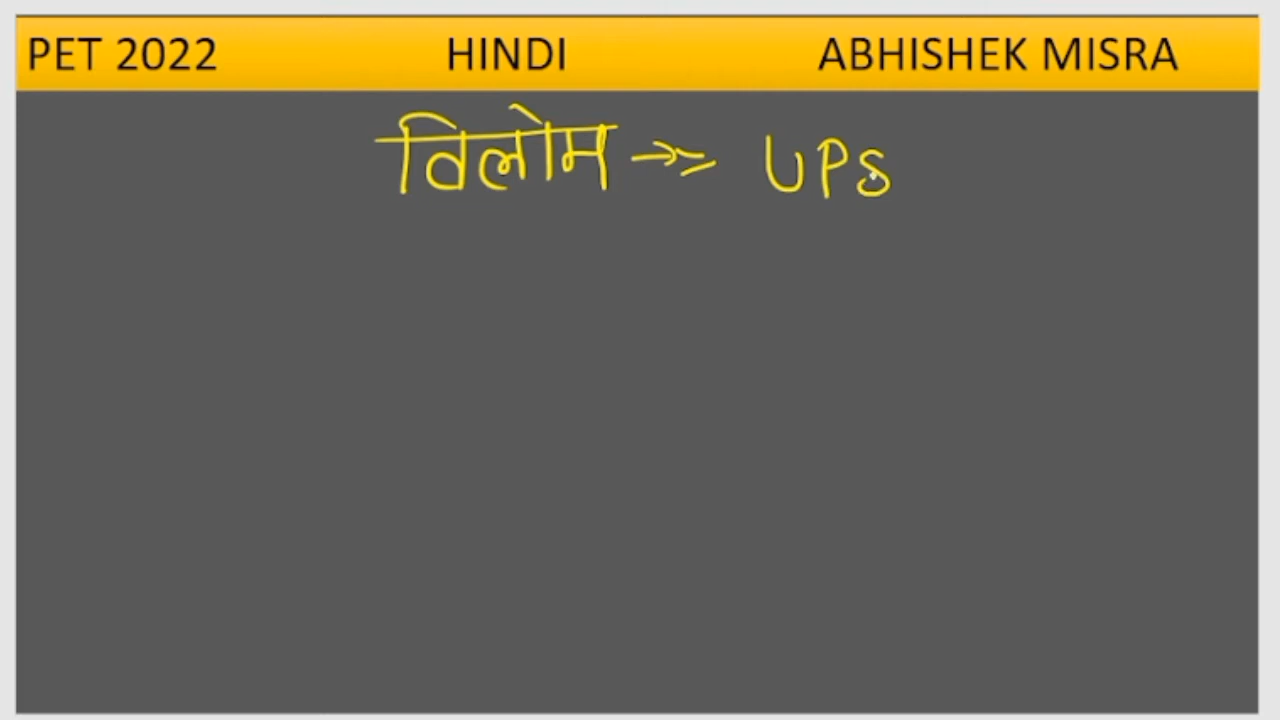 PET 2022 HINDI ABHISHEK MISRA
विलोम → = UPS